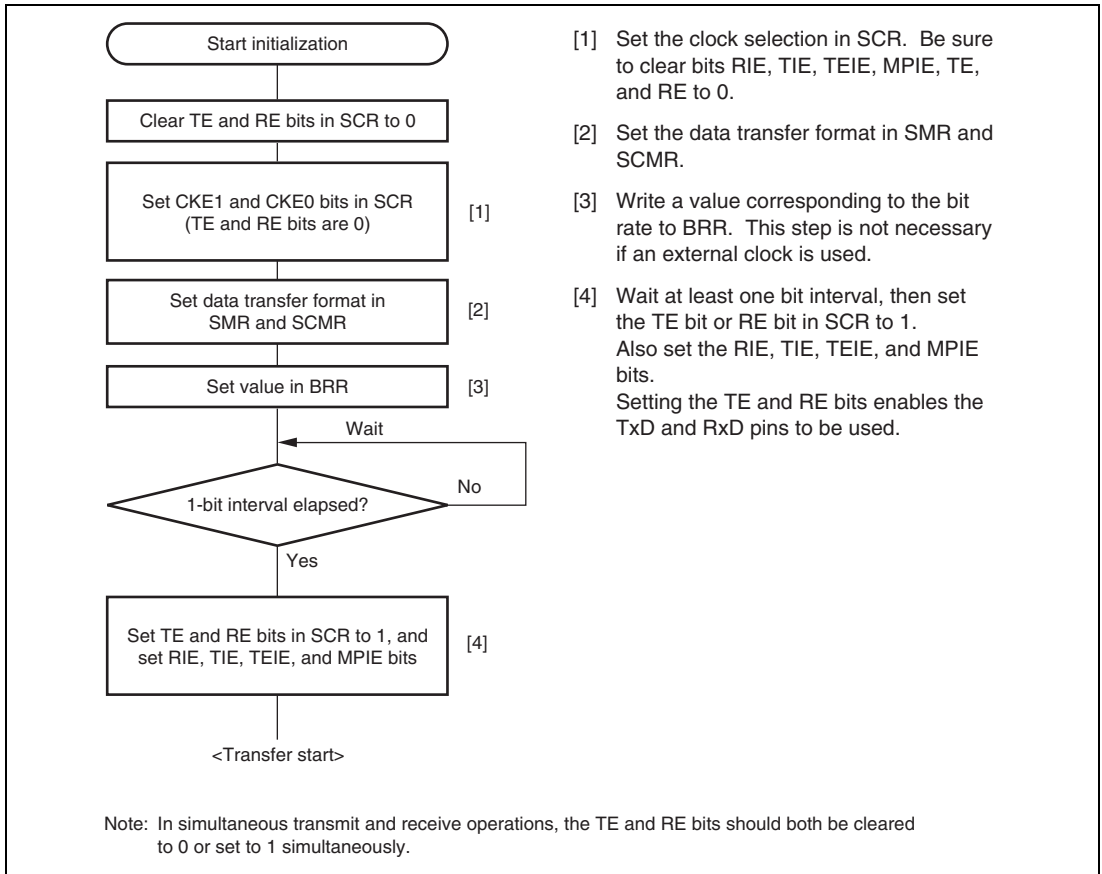 Start initialization
Clear TE and RE bits in SCR to 0
Set CKE1 and CKE0 bits in SCR
(TE and RE bits are 0)
[1]
Set data transfer format in
SMR and SCMR
[2]
Set value in BRR
[3]
Wait
No
1-bit interval elapsed?
Yes
Set TE and RE bits in SCR to 1, and
set RIE, TIE, TEIE, and MPIE bits
[4]
<Transfer start>
[1] Set the clock selection in SCR. Be sure
to clear bits RIE, TIE, TEIE, MPIE, TE,
and RE to 0.
[2] Set the data transfer format in SMR and
SCMR.
[3] Write a value corresponding to the bit
rate to BRR. This step is not necessary
if an external clock is used.
[4] Wait at least one bit interval, then set
the TE bit or RE bit in SCR to 1.
Also set the RIE, TIE, TEIE, and MPIE
bits.
Setting the TE and RE bits enables the
TxD and RxD pins to be used.
Note: In simultaneous transmit and receive operations, the TE and RE bits should both be cleared
to 0 or set to 1 simultaneously.